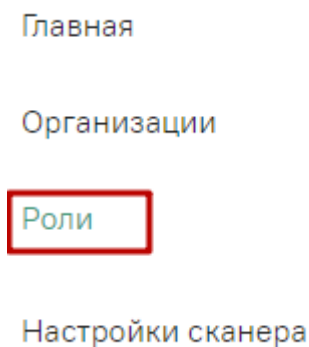 Главная
Организации
Роли
Настройки сканера